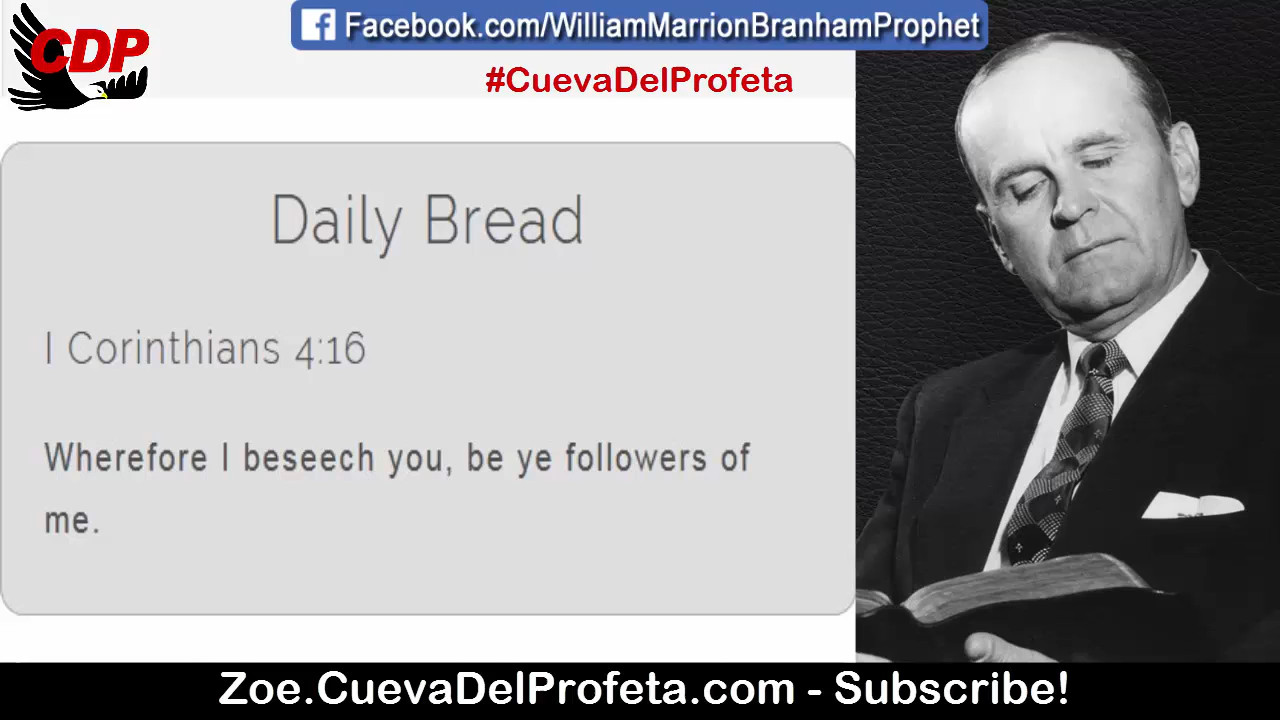 CDP
Facebook.com/WilliamMarrionBranhamProphet
#CuevaDelProfeta
Daily Bread
I Corinthians 4:16
Wherefore I beseech you, be ye followers of
me.
Zoe.CuevaDelProfeta.com - Subscribe!